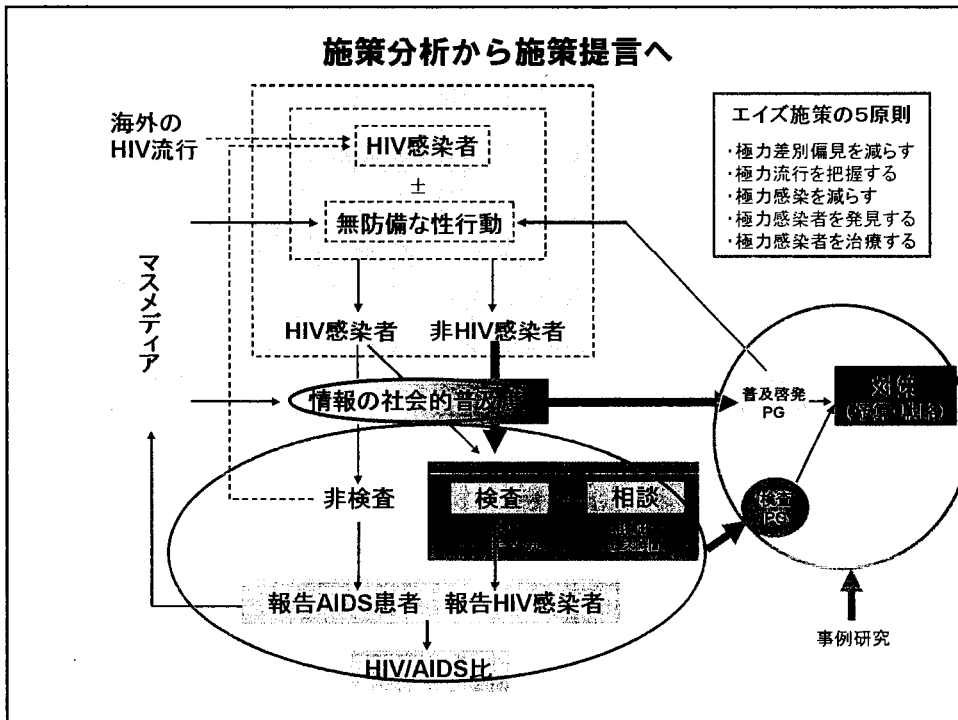 施策分析から施策提言へ
海外の
HIV流行
HIV感染者
±
無防備な性行動
マスメディア
HIV感染者
非HIV感染者
情報の社会的普及
非検査
検査
相談
報告AIDS患者
報告HIV感染者
HIV/AIDS比
エイズ施策の5原則
・極力差別偏見を減らす
・極力流行を把握する
・極力感染を減らす
・極力感染者を発見する
・極力感染者を治療する
普及啓発
PG
対策
検査
PG
事例研究